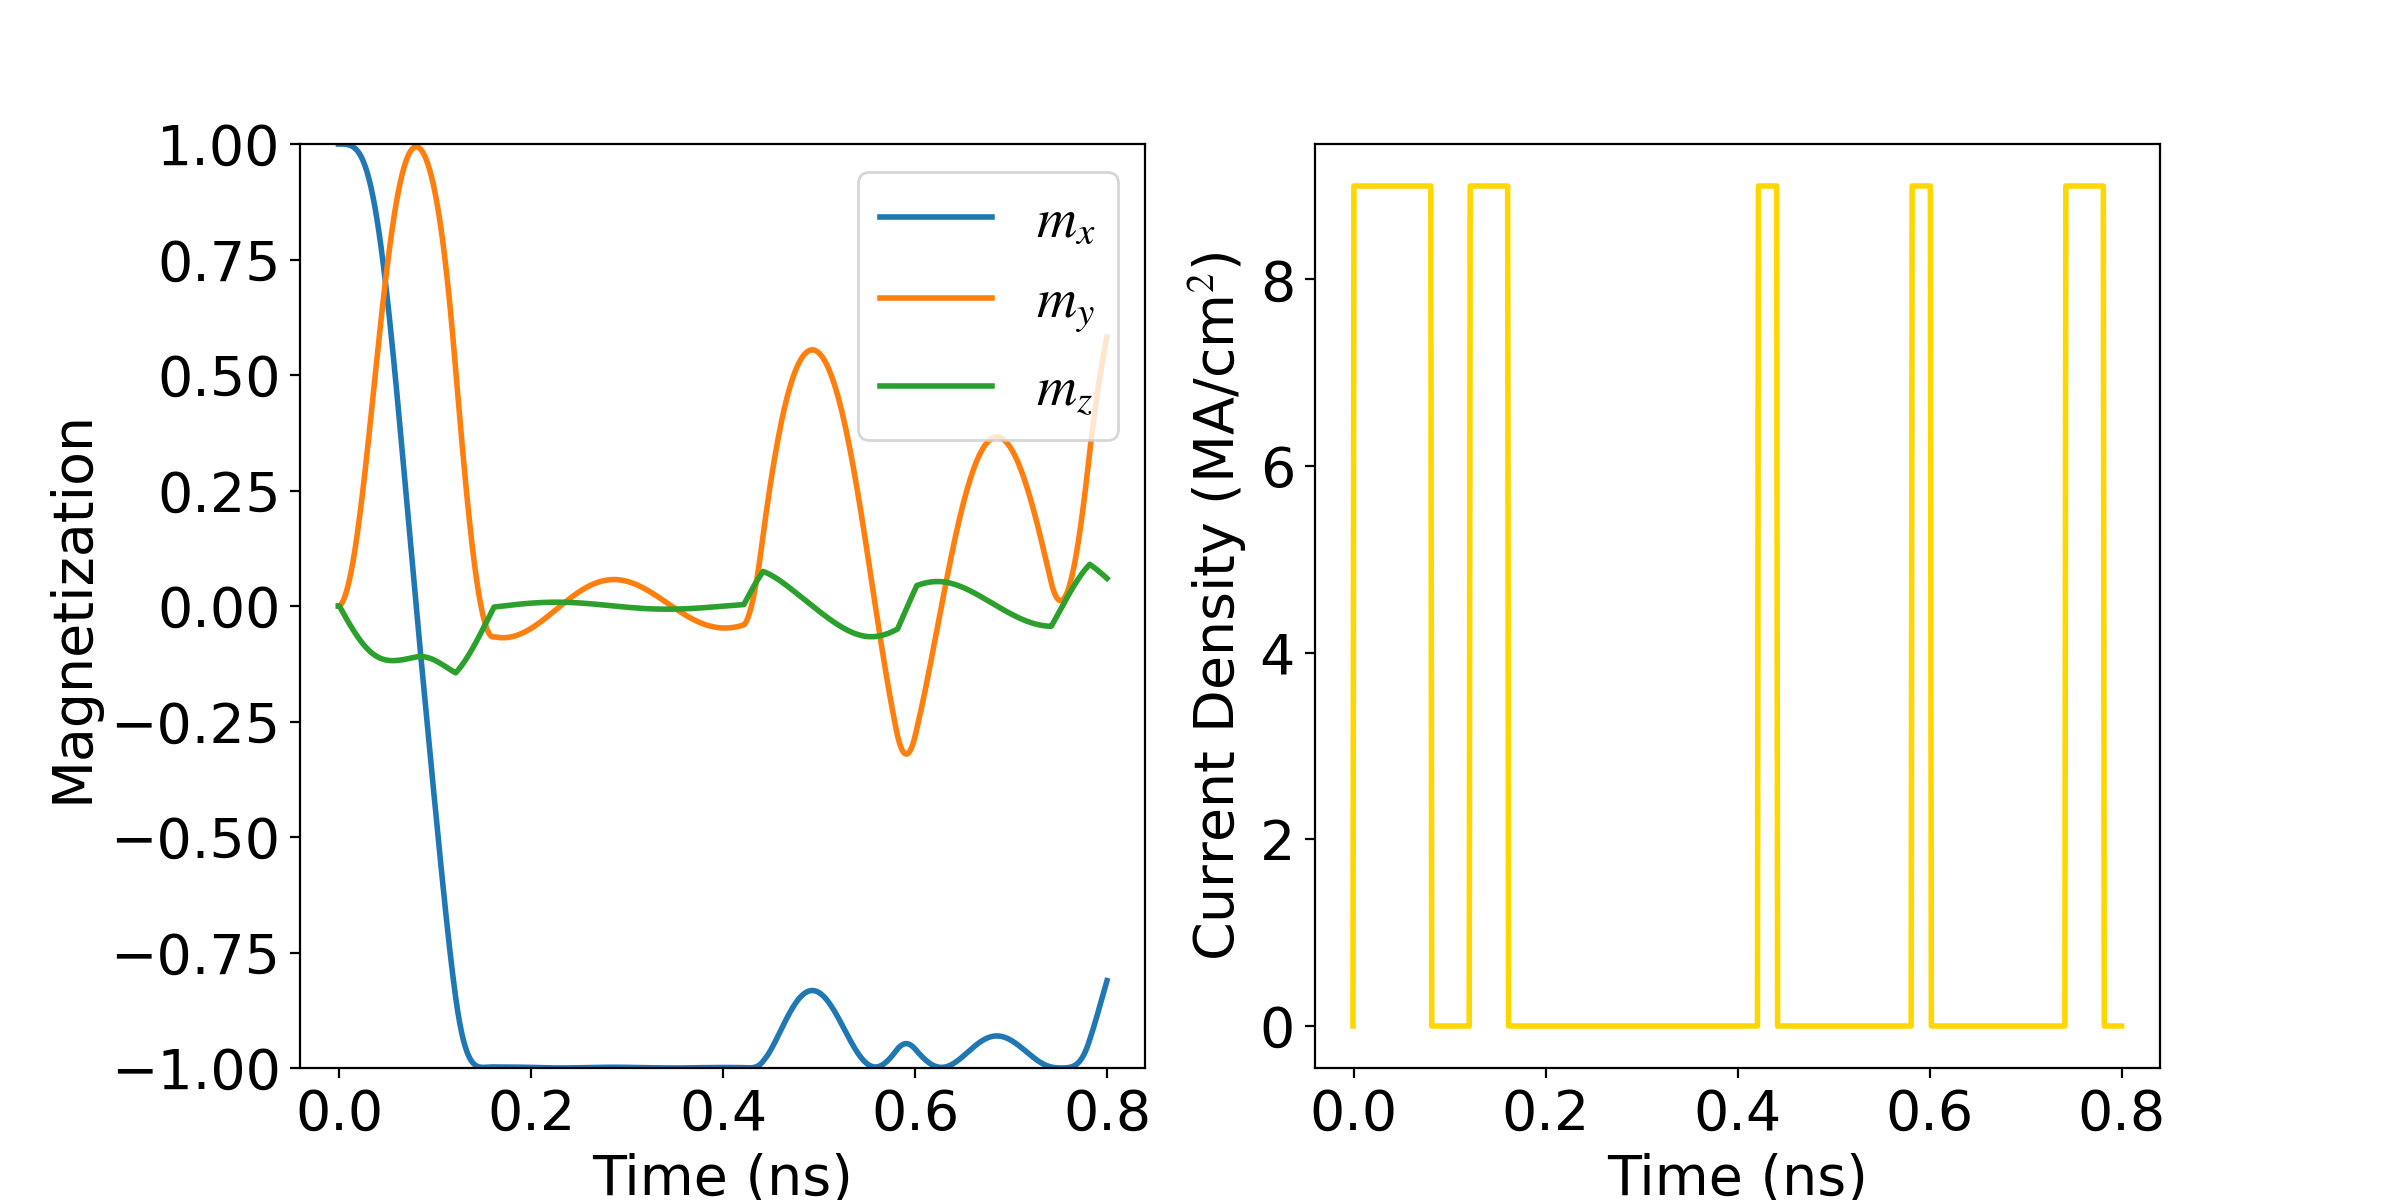 1.00
0.75
0.50
0.25
0.00
−0.25
−0.50
−0.75
−1.00
Magnetization
0.0 0.2 0.4 0.6 0.8
Time (ns)
m_x
m_y
m_z
8
6
4
2
0
Current Density (MA/cm²)
0.0 0.2 0.4 0.6 0.8
Time (ns)